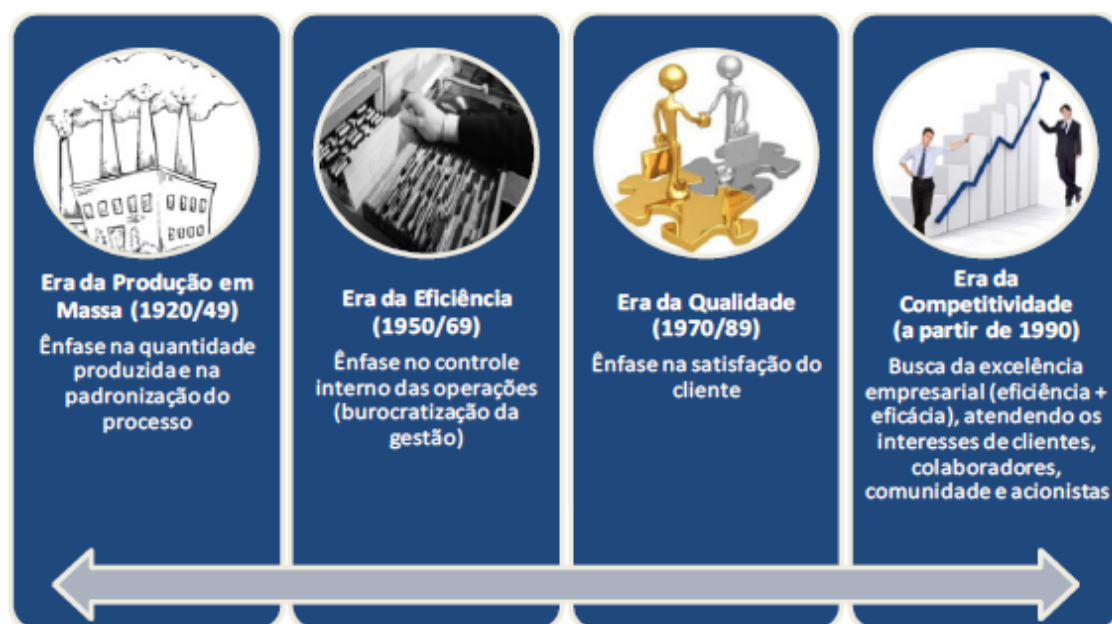 Era da Produção em
Massa (1920/49)
Ênfase na quantidade
produzida e na
padronização do
processo
Era da Eficiência
(1950/69)
Ênfase no controle
interno das operações
(burocratização da
gestão)
Era da Qualidade
(1970/89)
Ênfase na satisfação do
cliente
Era da
Competitividade
(a partir de 1990)
Busca da excelência
empresarial (eficiência +
eficácia), atendendo os
interesses de clientes,
colaboradores,
comunidade e acionistas